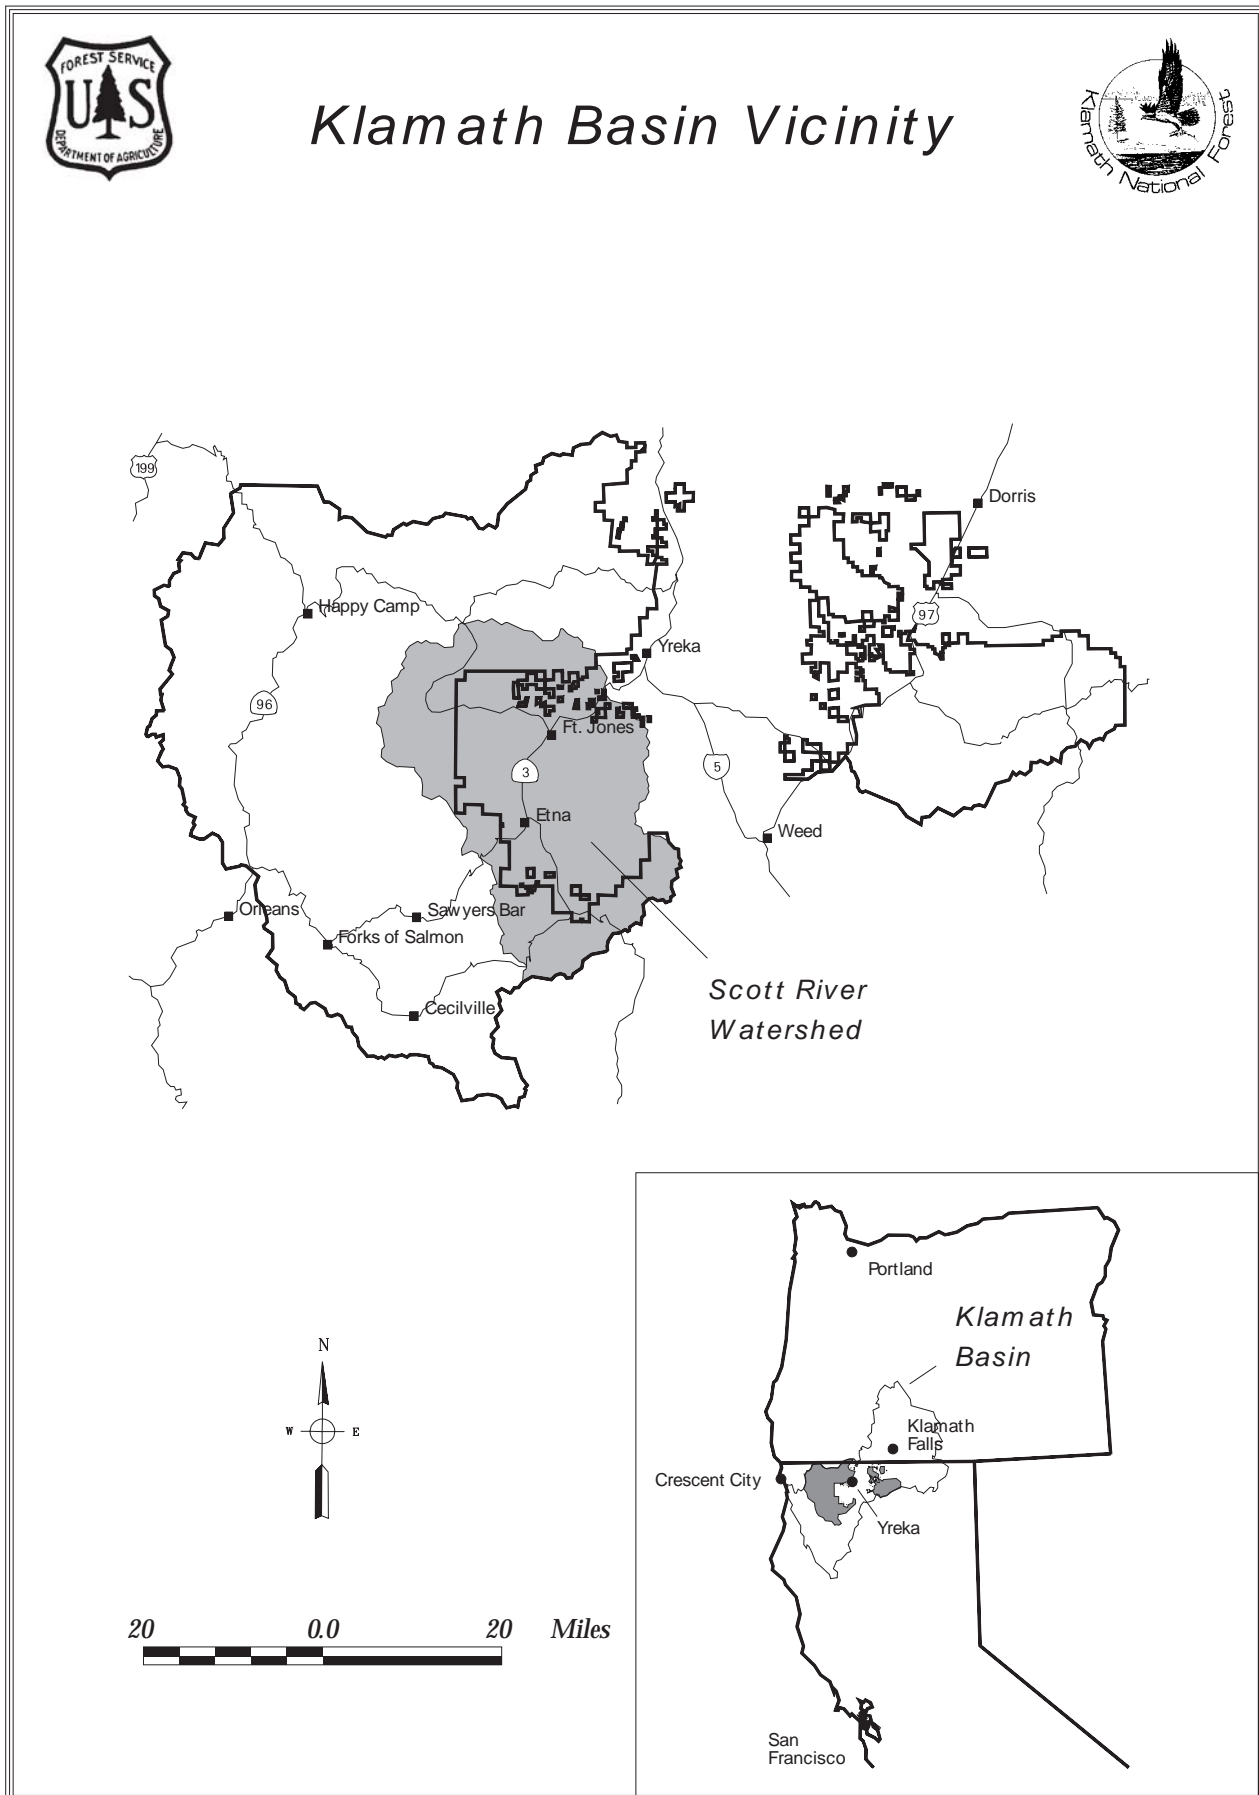 FOREST SERVICE
U S
DEPARTMENT OF AGRICULTURE
Klamath Basin Vicinity
Klamath National Forest
199
Dorris
Happy Camp
97
Yreka
96
Ft. Jones
3
5
Etna
Weed
Orleans
Sawyers Bar
Forks of Salmon
Cecilville
Scott River
Watershed
Portland
Klamath
Basin
Klamath
Falls
Crescent City
Yreka
San
Francisco
N
W E
20 0.0 20 Miles